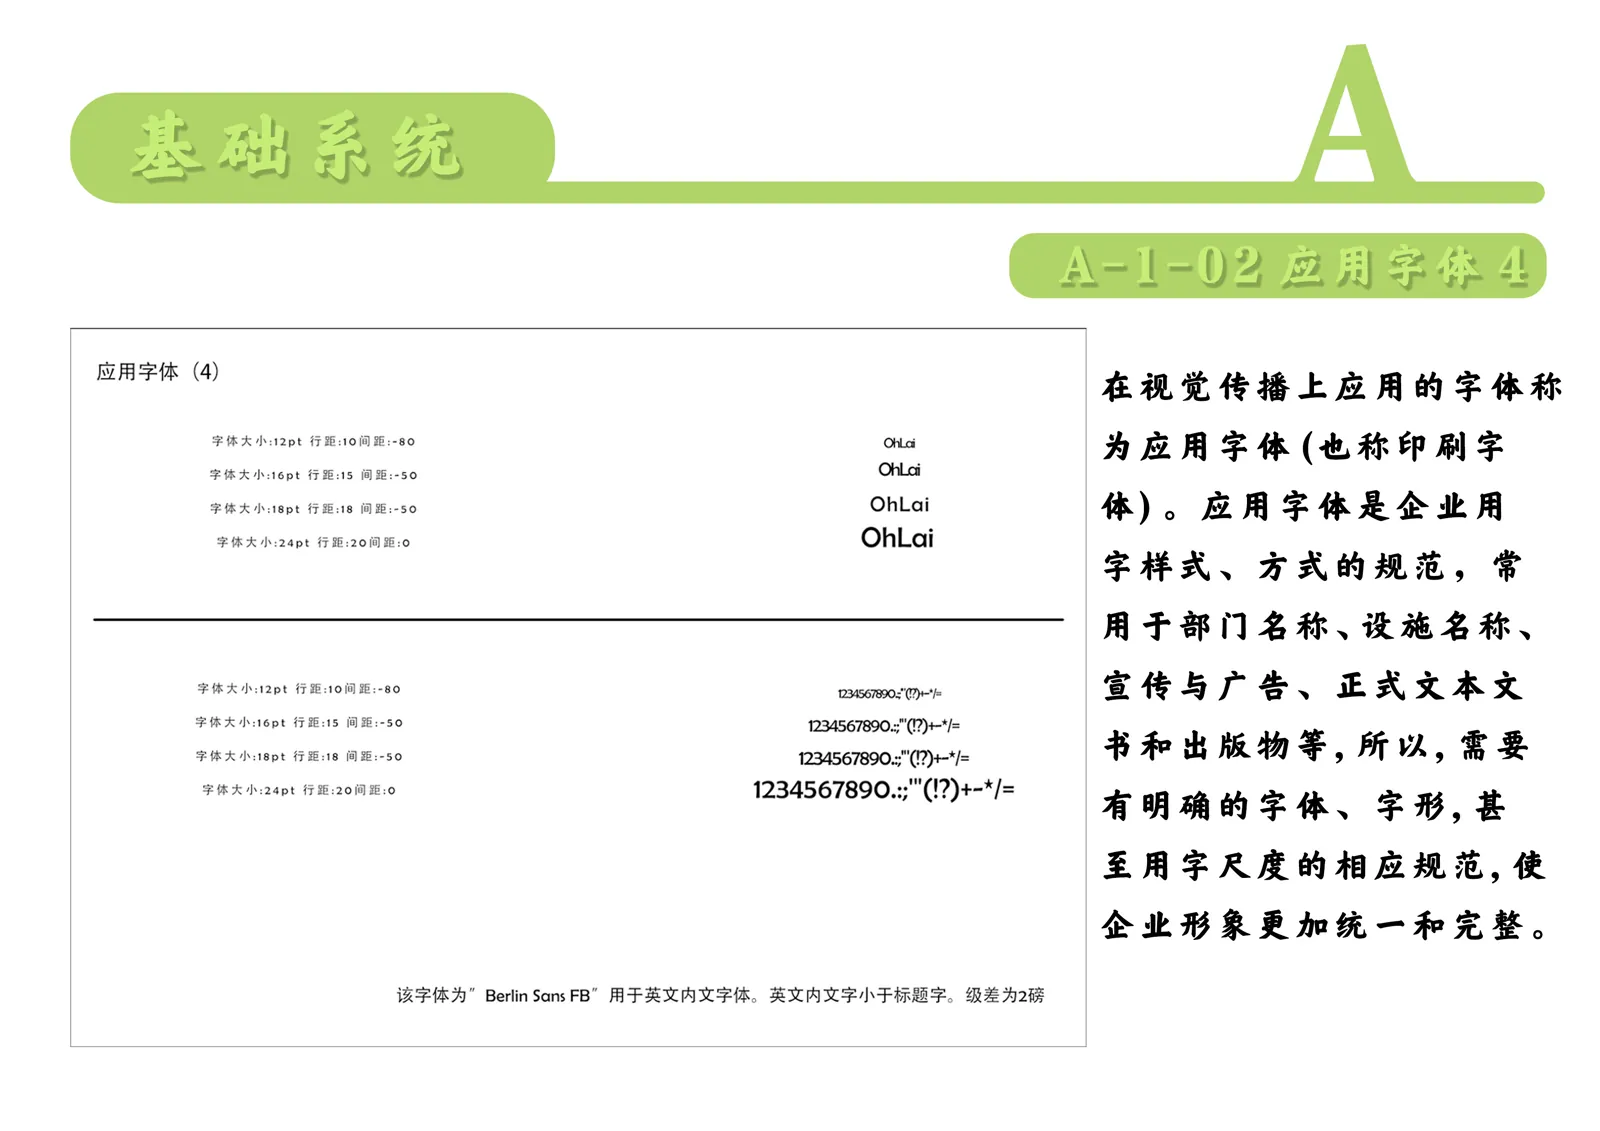 基础系统
A
A-1-02 应用字体 4
应用字体（4）
字体大小:12pt 行距:10间距:-80
OhLai
字体大小:16pt 行距:15 间距:-50
OhLai
字体大小:18pt 行距:18 间距:-50
OhLai
字体大小:24pt 行距:20间距:0
OhLai
字体大小:12pt 行距:10间距:-80
1234567890.:;'"(!?)+-*/=
字体大小:16pt 行距:15 间距:-50
1234567890.:;'"(!?)+-*/=
字体大小:18pt 行距:18 间距:-50
1234567890.:;'"(!?)+-*/=
字体大小:24pt 行距:20间距:0
1234567890.:;'"(!?)+-*/=
该字体为"Berlin Sans FB"用于英文内文字体。英文内文字小于标题字。级差为2磅
在视觉传播上应用的字体称
为应用字体(也称印刷字
体)。应用字体是企业用
字样式、方式的规范，常
用于部门名称、设施名称、
宣传与广告、正式文本文
书和出版物等,所以,需要
有明确的字体、字形,甚
至用字尺度的相应规范,使
企业形象更加统一和完整。